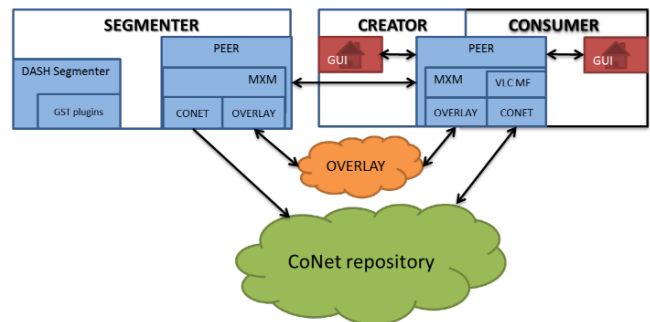 SEGMENTER
PEER
DASH Segmenter
MXM
GST plugins
CONET
OVERLAY
CREATOR
CONSUMER
GUI
PEER
GUI
MXM
VLC MF
OVERLAY
CONET
OVERLAY
CoNet repository